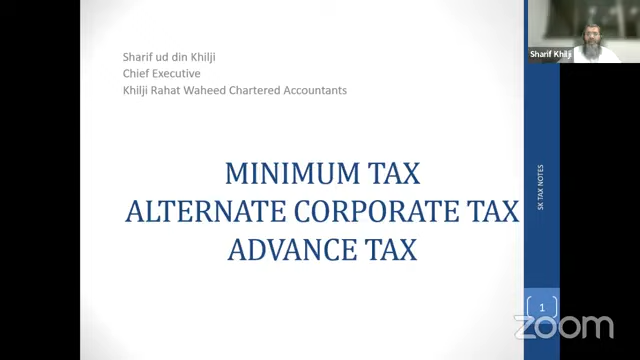 Sharif ud din Khilji
Chief Executive
Khilji Rahat Waheed Chartered Accountants
MINIMUM TAX
ALTERNATE CORPORATE TAX
ADVANCE TAX
Sharif Khilji
SK TAX NOTES
1
zoom